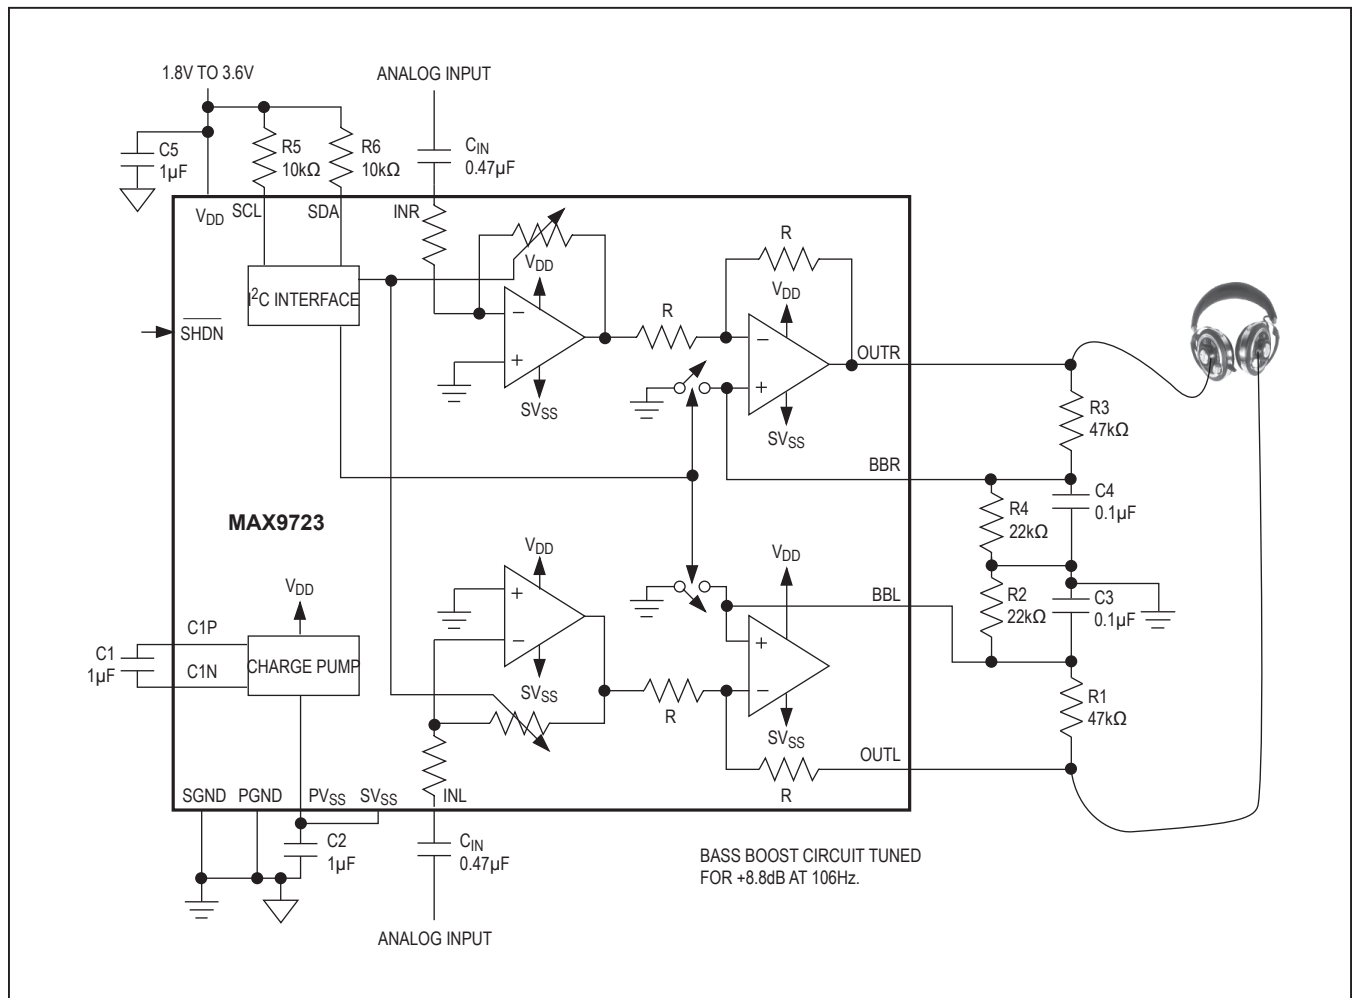 1.8V TO 3.6V
ANALOG INPUT
C5
1µF
R5
10kΩ
R6
10kΩ
CIN
0.47µF
VDD
SCL
SDA
INR
R
VDD
VDD
I2C INTERFACE
SHDN
R
−
+
−
+
OUTR
SVSS
SVSS
R3
47kΩ
BBR
C4
0.1µF
R4
22kΩ
MAX9723
VDD
VDD
VDD
R2
22kΩ
C3
0.1µF
BBL
C1P
C1
1µF
C1N
CHARGE PUMP
+
−
+
−
SVSS
R
SVSS
R1
47kΩ
OUTL
R
SGND
PGND
PVSS
SVSS
INL
C2
1µF
CIN
0.47µF
BASS BOOST CIRCUIT TUNED
FOR +8.8dB AT 106Hz.
ANALOG INPUT